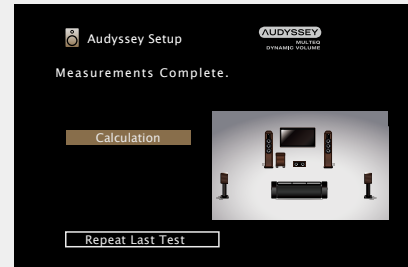 Audyssey Setup
AUDYSSEY
MULTEQ
DYNAMIC VOLUME
Measurements Complete.
Calculation
Repeat Last Test